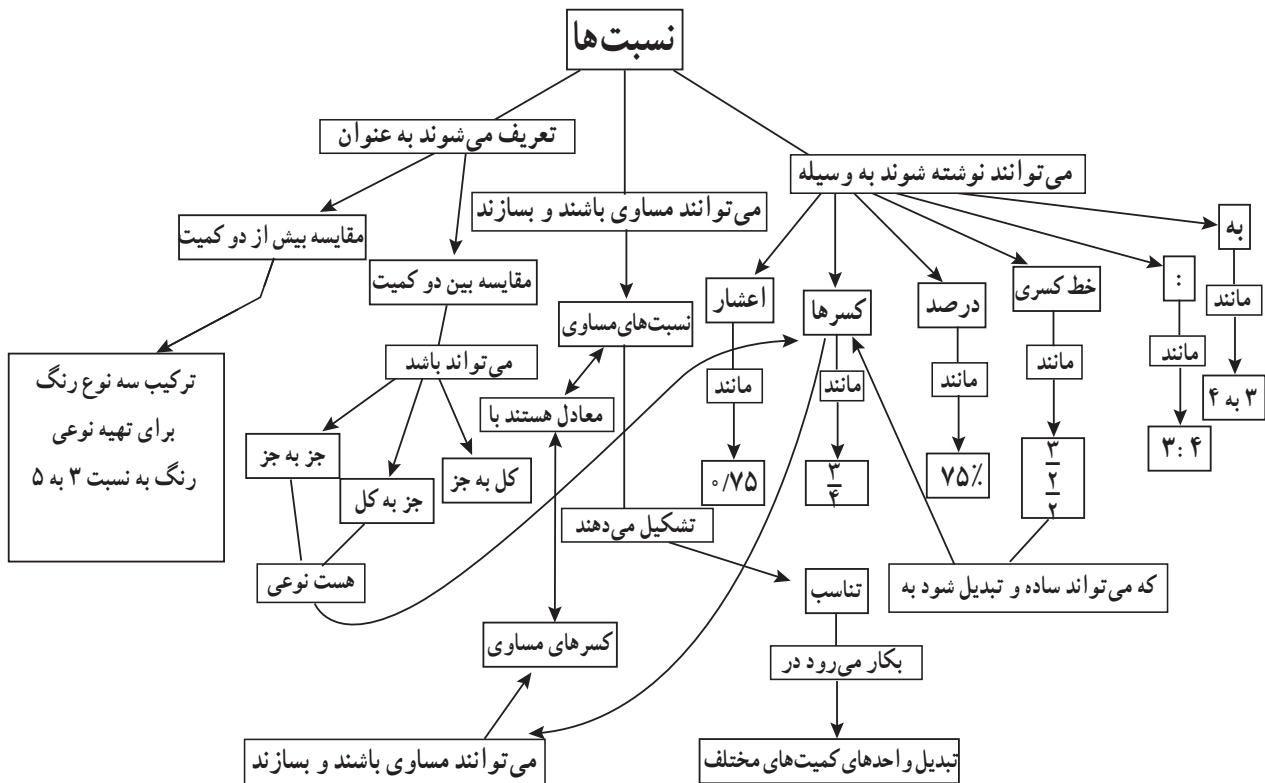 نسبت‌ها
تعریف می‌شوند به عنوان
می‌توانند نوشته شوند به وسیله
می‌توانند مساوی باشند و بسازند
مقایسه بیش از دو کمیت
به
مقایسه بین دو کمیت
اعشار
کسرها
درصد
خط کسری
:
مانند
نسبت‌های مساوی
ترکیب سه نوع رنگ
برای تهیه نوعی
رنگ به نسبت ۳ به ۵
می‌تواند باشد
مانند
مانند
مانند
مانند
مانند
۳ به ۴
معادل هستند با
جز به جز
جز به کل
کل به جز
۰/۷۵
۳
۴
۷۵٪
۳
۲
۲
۳:۴
تشکیل می‌دهند
هست نوعی
تناسب
که می‌تواند ساده و تبدیل شود به
کسرهای مساوی
بکار می‌رود در
می‌توانند مساوی باشند و بسازند
تبدیل واحدهای کمیت‌های مختلف